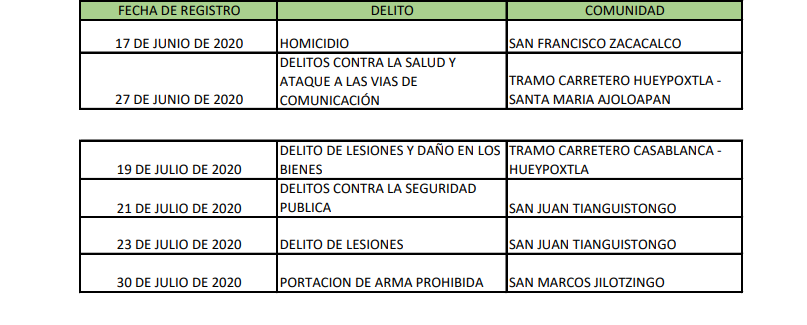 FECHA DE REGISTRO DELITO COMUNIDAD
17 DE JUNIO DE 2020 HOMICIDIO SAN FRANCISCO ZACACALCO
DELITOS CONTRA LA SALUD Y
ATAQUE A LAS VIAS DE TRAMO CARRETERO HUEYPOXTLA -
27 DE JUNIO DE 2020 COMUNICACIÓN SANTA MARIA AJOLOAPAN
DELITO DE LESIONES Y DAÑO EN LOS TRAMO CARRETERO CASABLANCA -
19 DE JULIO DE 2020 BIENES HUEYPOXTLA
DELITOS CONTRA LA SEGURIDAD
21 DE JULIO DE 2020 PUBLICA SAN JUAN TIANGUISTONGO
23 DE JULIO DE 2020 DELITO DE LESIONES SAN JUAN TIANGUISTONGO
30 DE JULIO DE 2020 PORTACION DE ARMA PROHIBIDA SAN MARCOS JILOTZINGO